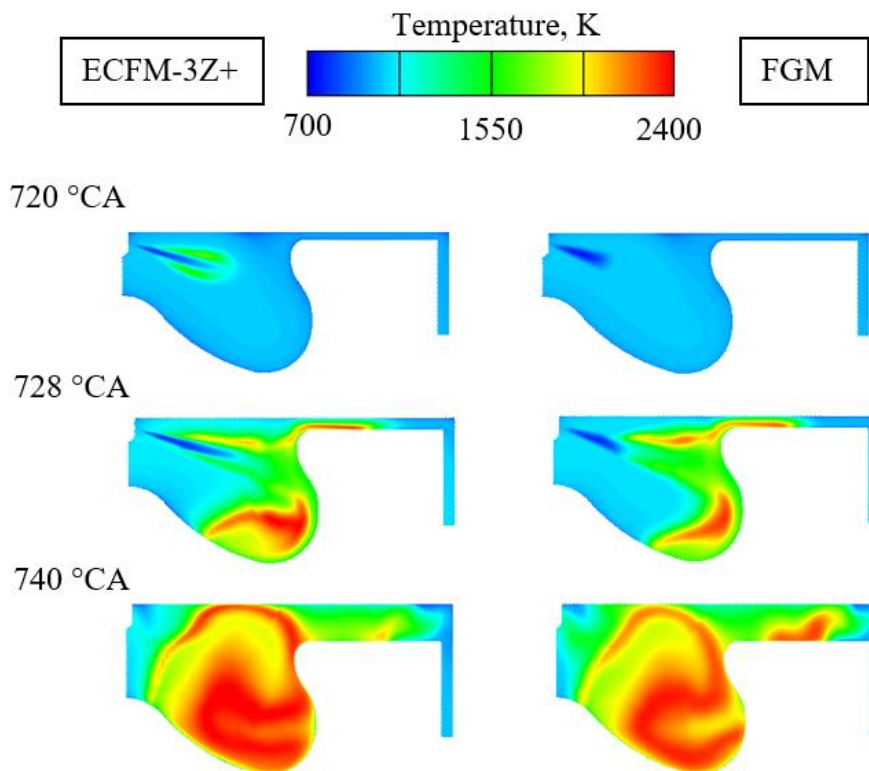 Temperature, K
ECFM-3Z+
FGM
700 1550 2400
720 °CA
728 °CA
740 °CA